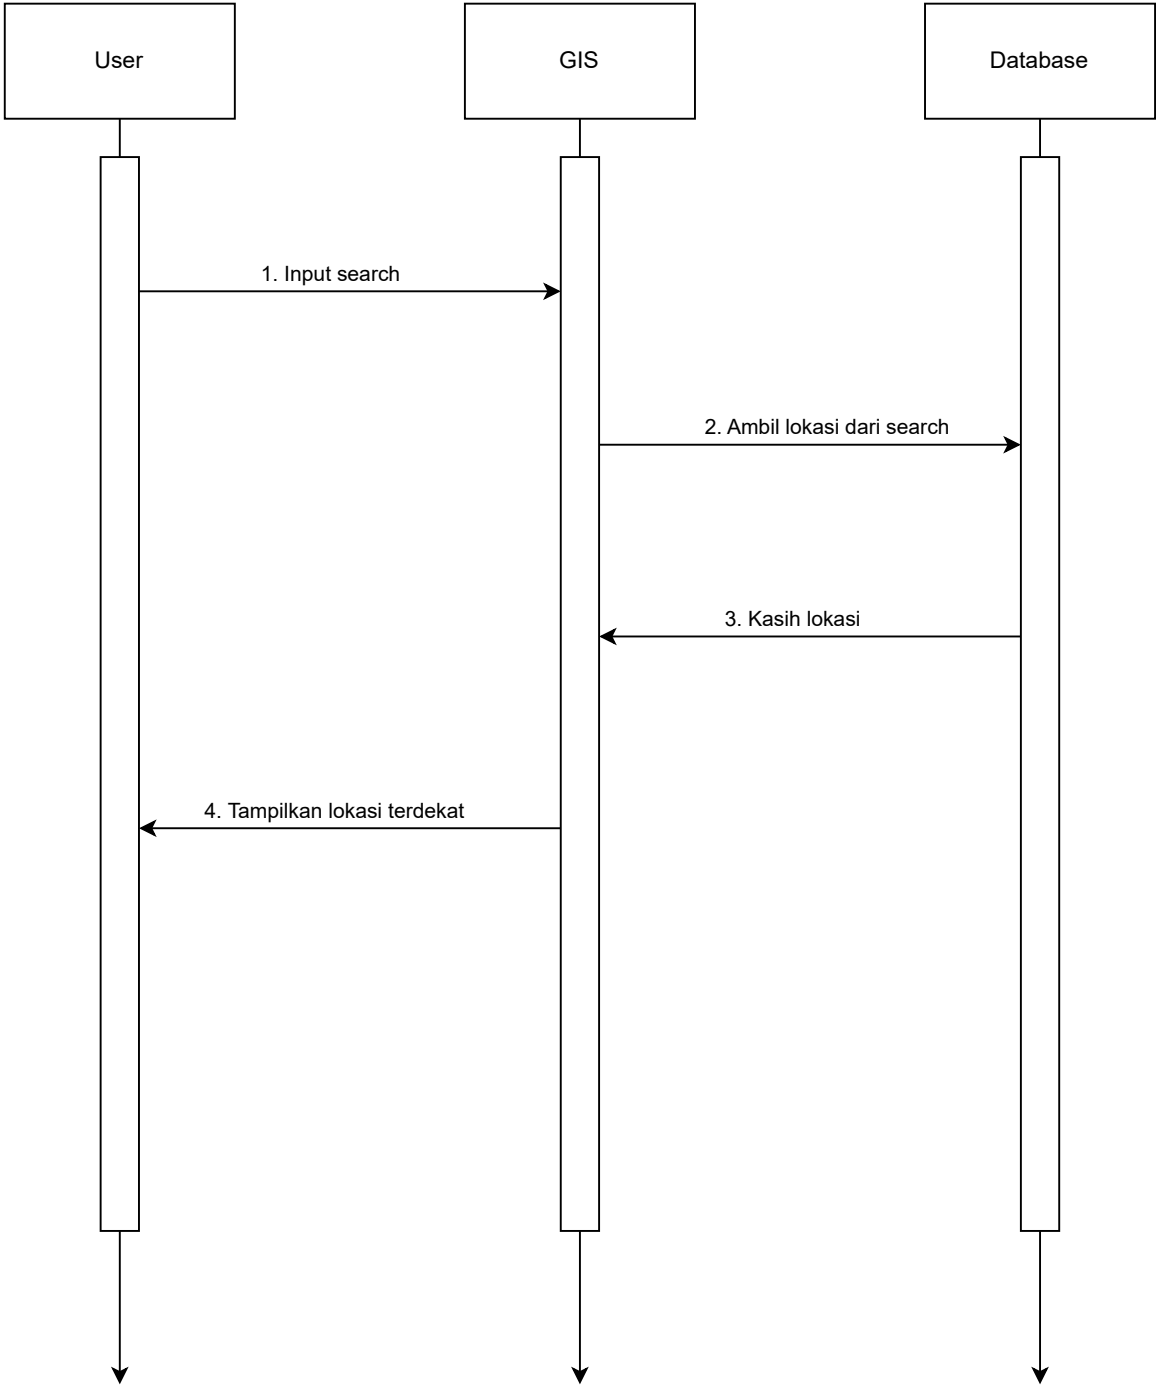 User
GIS
Database
1. Input search
2. Ambil lokasi dari search
3. Kasih lokasi
4. Tampilkan lokasi terdekat